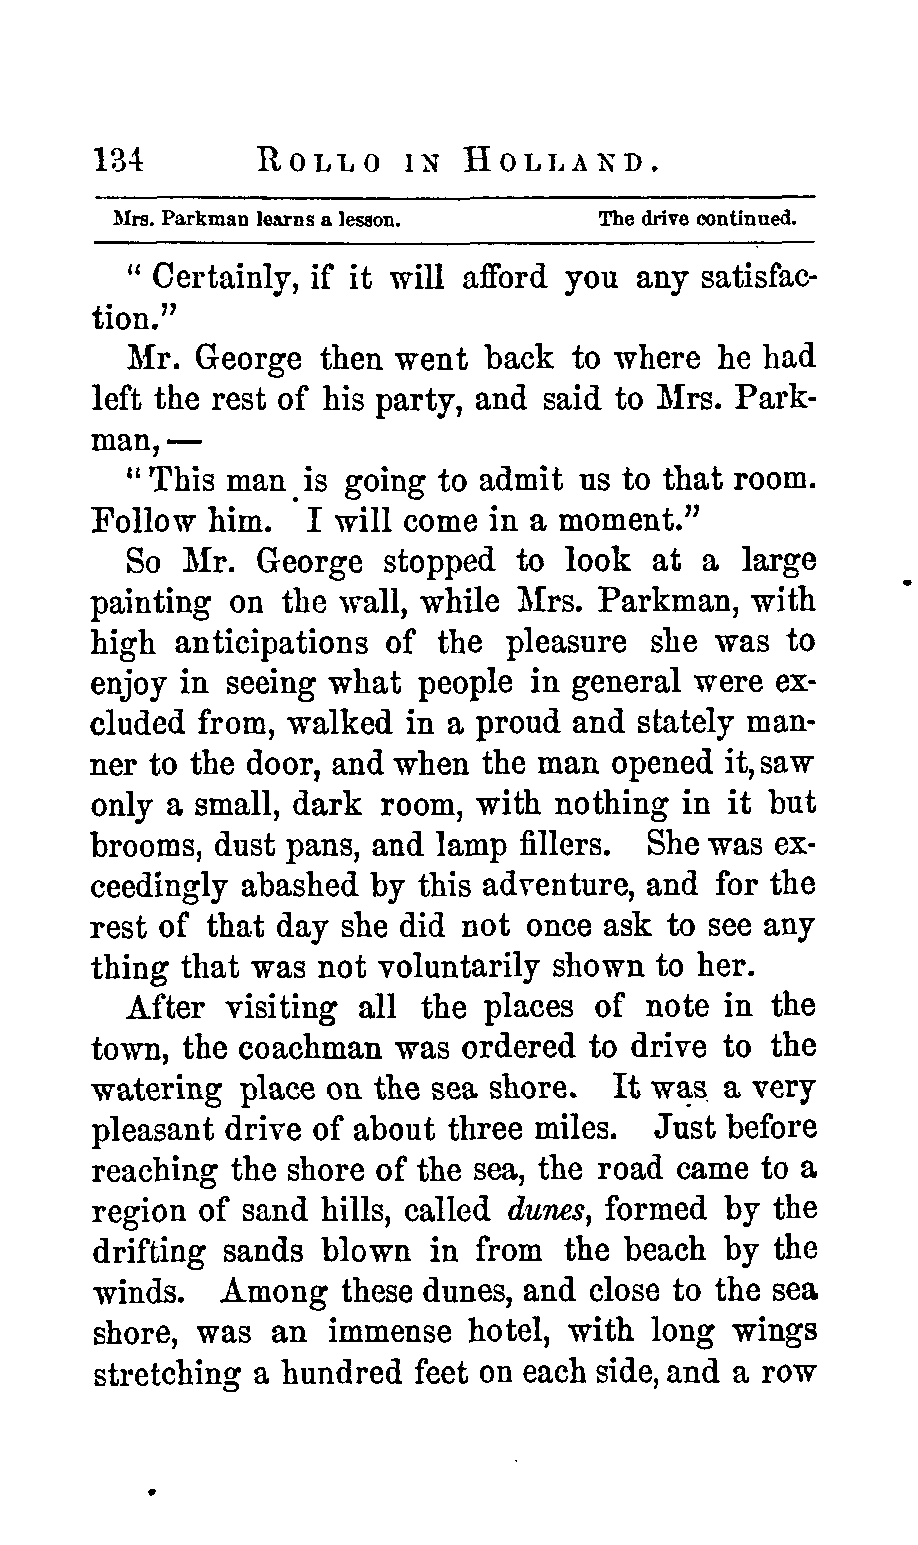 134 ROLLO IN HOLLAND.
Mrs. Parkman learns a lesson. The drive continued.
“ Certainly, if it will afford you any satisfac-
tion.”
Mr. George then went back to where he had
left the rest of his party, and said to Mrs. Park-
man, —
“ This man is going to admit us to that room.
Follow him. I will come in a moment.”
So Mr. George stopped to look at a large
painting on the wall, while Mrs. Parkman, with
high anticipations of the pleasure she was to
enjoy in seeing what people in general were ex-
cluded from, walked in a proud and stately man-
ner to the door, and when the man opened it, saw
only a small, dark room, with nothing in it but
brooms, dust pans, and lamp fillers. She was ex-
ceedingly abashed by this adventure, and for the
rest of that day she did not once ask to see any
thing that was not voluntarily shown to her.
After visiting all the places of note in the
town, the coachman was ordered to drive to the
watering place on the sea shore. It was a very
pleasant drive of about three miles. Just before
reaching the shore of the sea, the road came to a
region of sand hills, called dunes, formed by the
drifting sands blown in from the beach by the
winds. Among these dunes, and close to the sea
shore, was an immense hotel, with long wings
stretching a hundred feet on each side, and a row